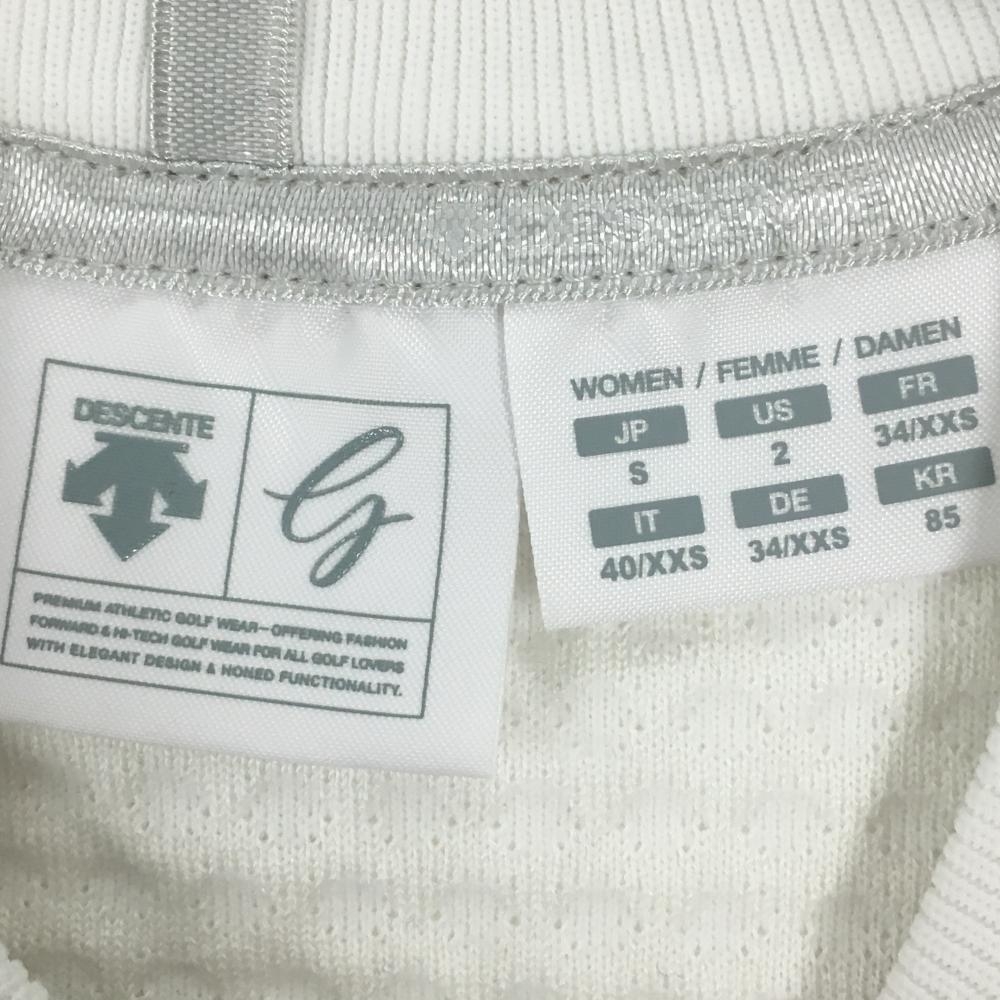 DESCENTE
DESCENTE
PREMIUM ATHLETIC GOLF WEAR—OFFERING FASHION
FORWARD & HI-TECH GOLF WEAR FOR ALL GOLF LOVERS
WITH ELEGANT DESIGN & HONED FUNCTIONALITY.
WOMEN / FEMME / DAMEN
JP US FR
S 2 34/XXS
IT DE KR
40/XXS 34/XXS 85